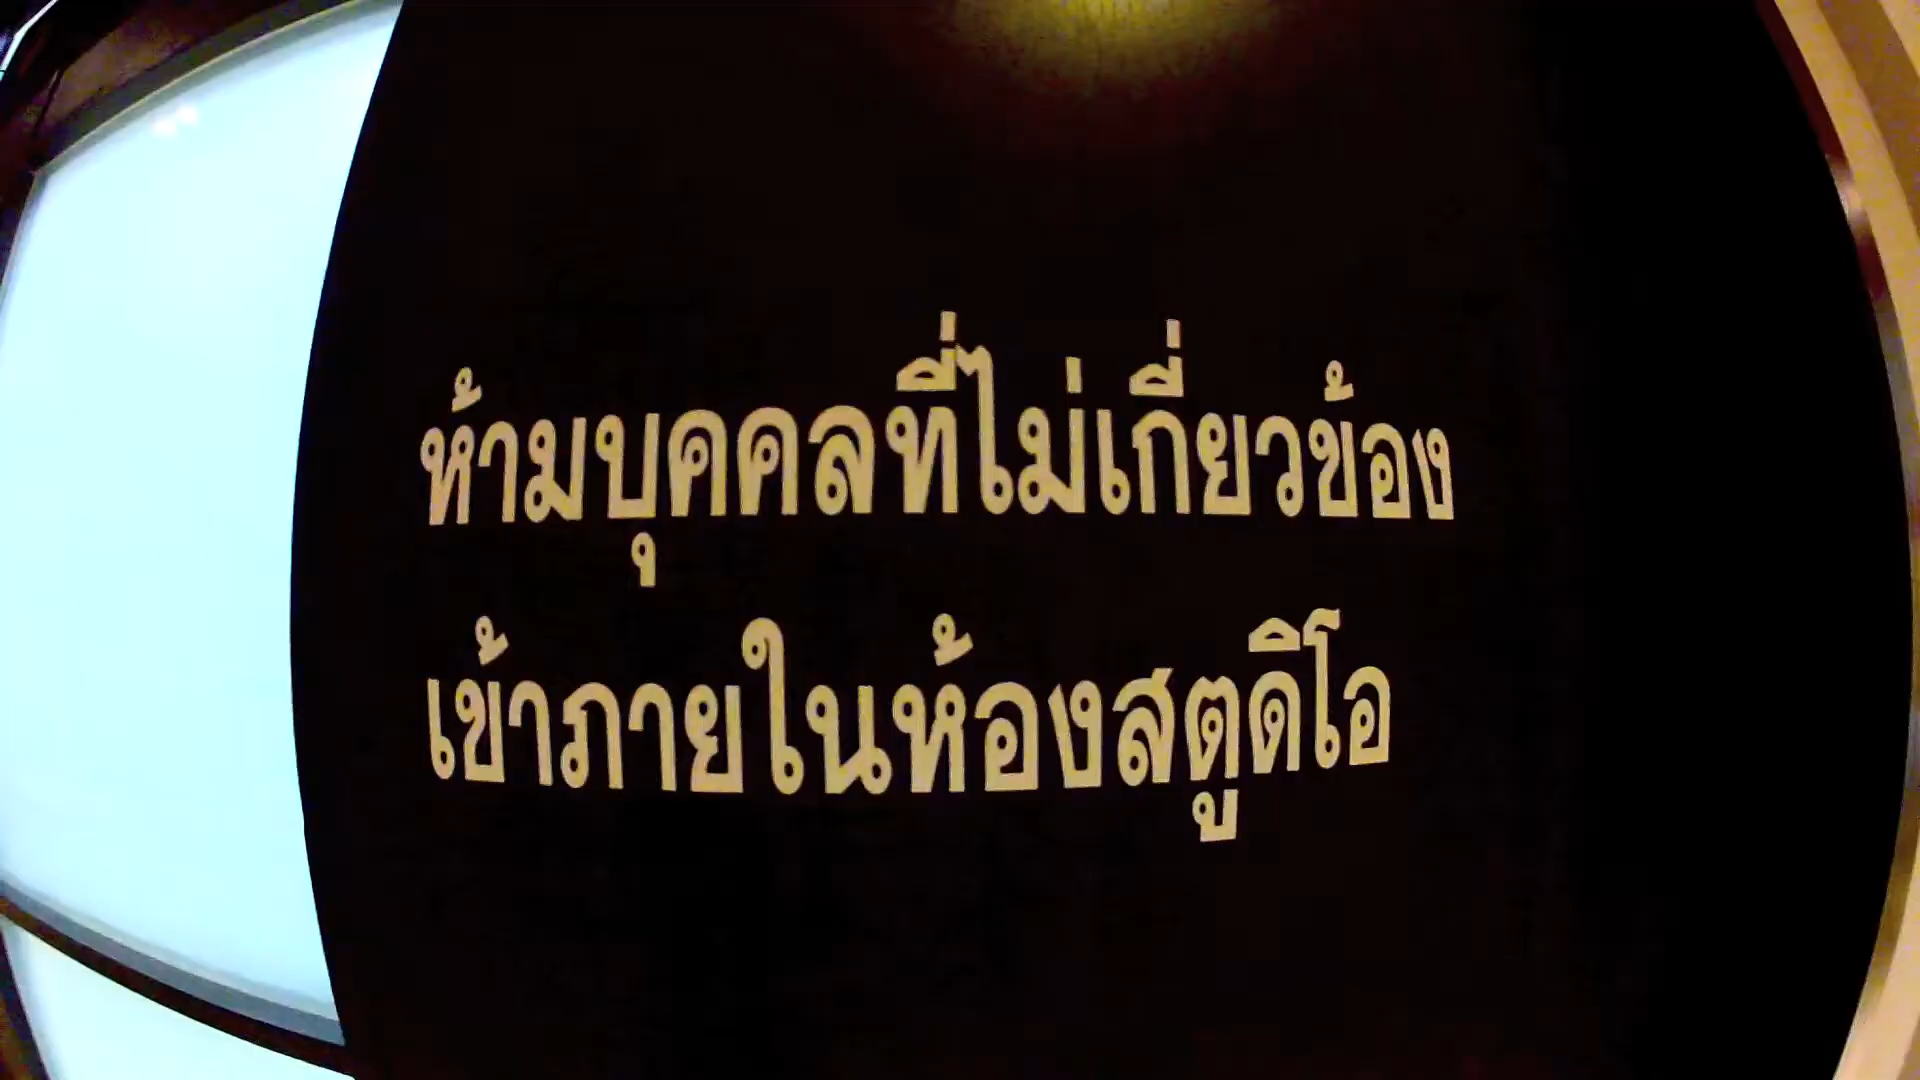 ห้ามบุคคลที่ไม่เกี่ยวข้อง
เข้าภายในห้องสตูดิโอ